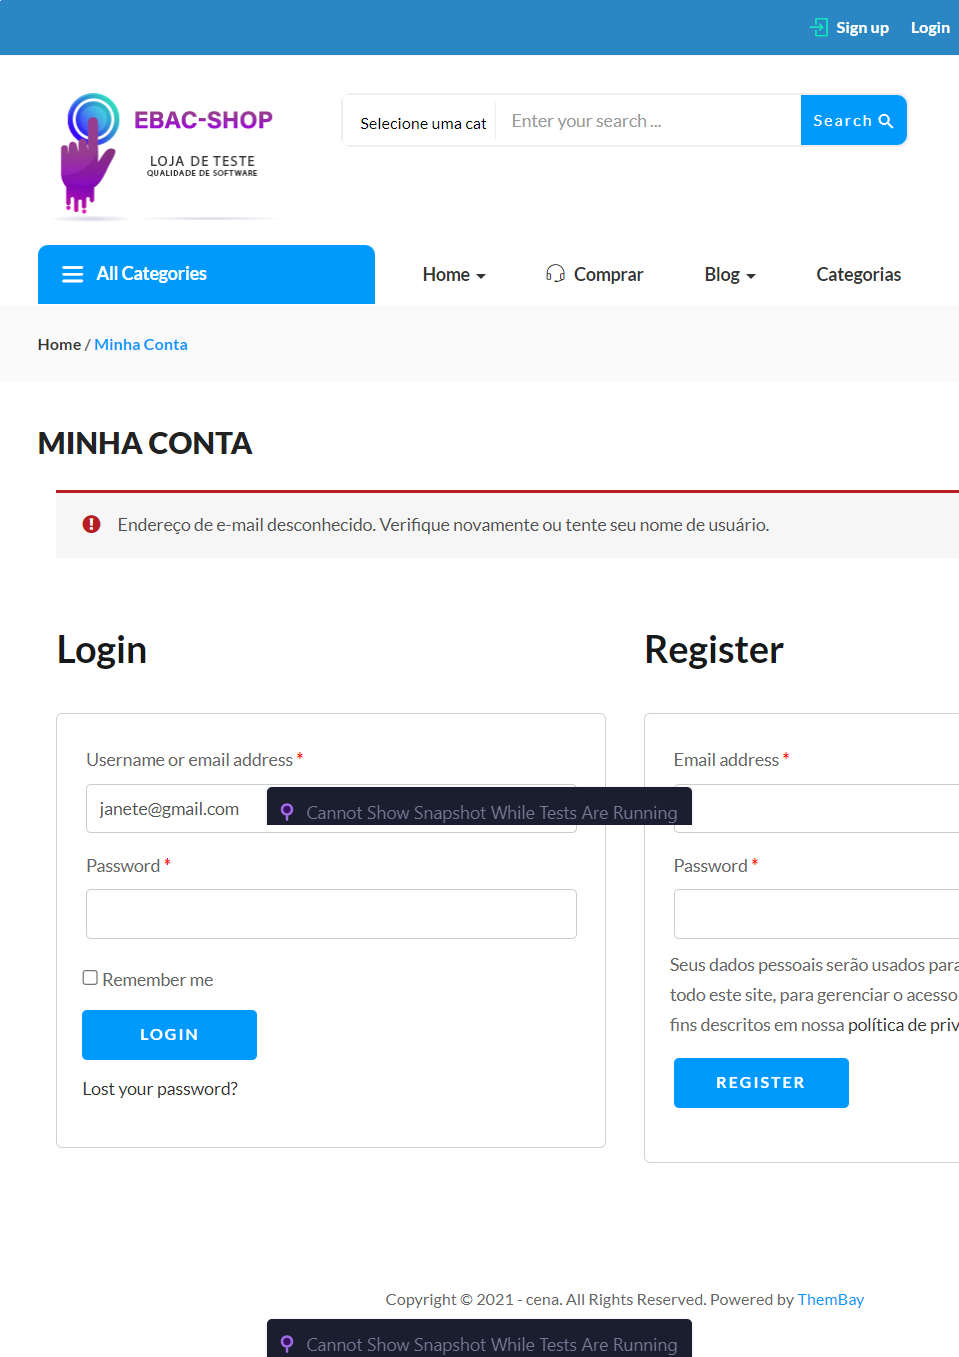 Sign up Login
EBAC-SHOP
LOJA DE TESTE
QUALIDADE DE SOFTWARE
Selecione uma cat Enter your search ... Search
All Categories Home Comprar Blog Categorias
Home / Minha Conta
MINHA CONTA
Endereço de e-mail desconhecido. Verifique novamente ou tente seu nome de usuário.
Login
Username or email address *
janete@gmail.com
Cannot Show Snapshot While Tests Are Running
Password *
Remember me
LOGIN
Lost your password?
Register
Email address *
Password *
Seus dados pessoais serão usados para
todo este site, para gerenciar o acesso
fins descritos em nossa política de priv
REGISTER
Copyright © 2021 - cena. All Rights Reserved. Powered by ThemBay
Cannot Show Snapshot While Tests Are Running